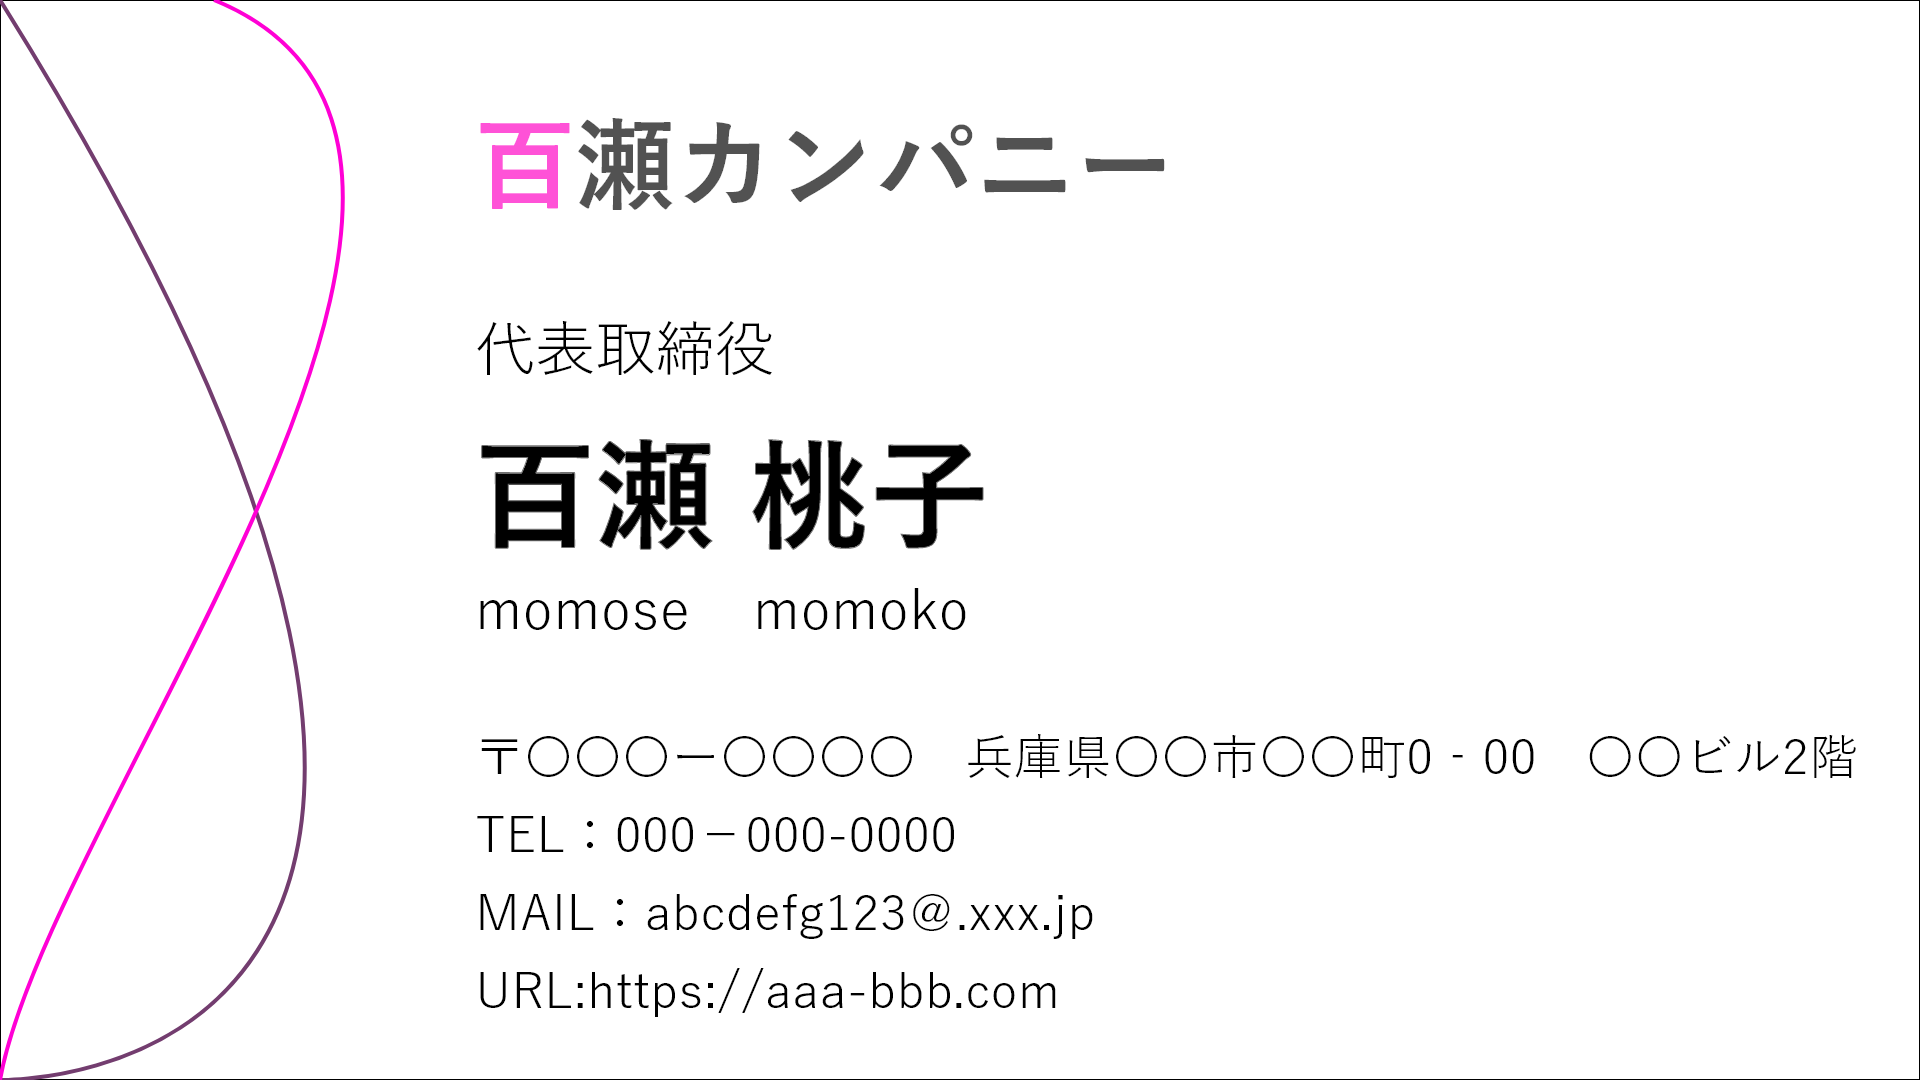 百瀬カンパニー
代表取締役
百瀬 桃子
momose　momoko
〒〇〇〇ー〇〇〇〇　兵庫県〇〇市〇〇町0‐00　〇〇ビル2階
TEL：000－000-0000
MAIL：abcdefg123＠.xxx.jp
URL:https://aaa-bbb.com